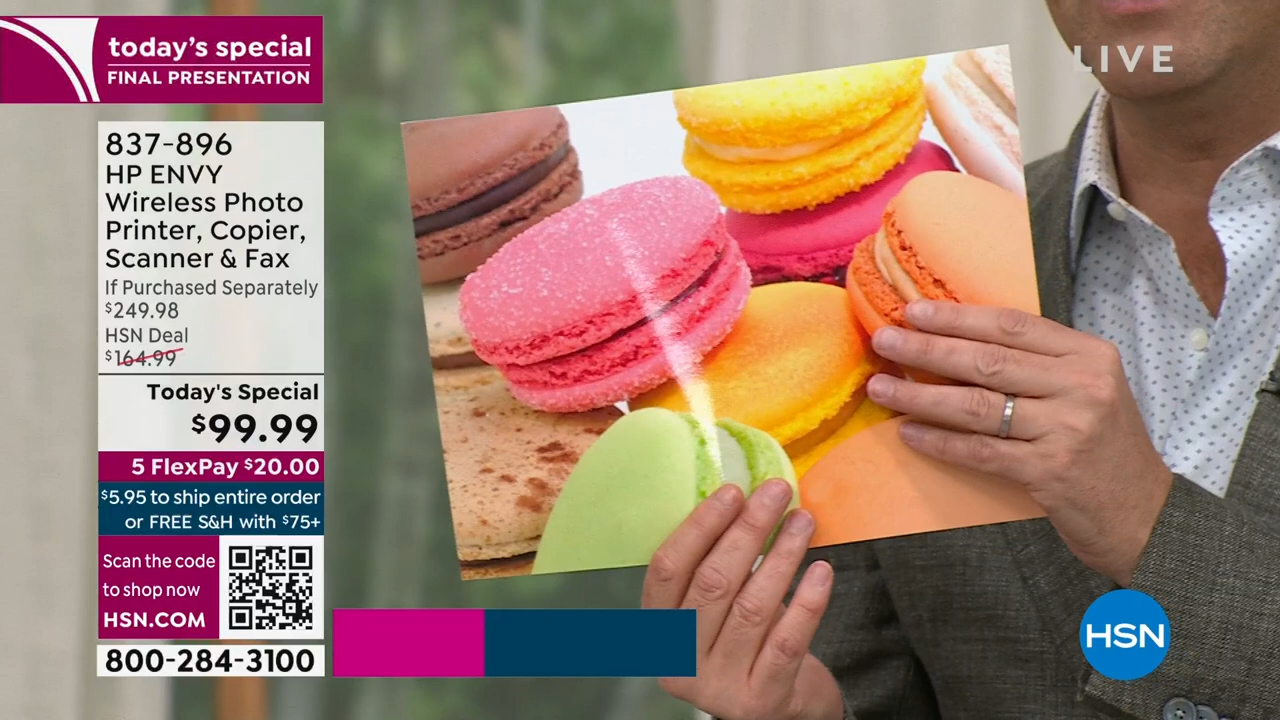 today's special
FINAL PRESENTATION
LIVE
837-896
HP ENVY
Wireless Photo
Printer, Copier,
Scanner & Fax
If Purchased Separately
$249.98
HSN Deal
$164.99
Today's Special
$99.99
5 FlexPay $20.00
$5.95 to ship entire order
or FREE S&H with $75+
Scan the code
to shop now
HSN.COM
800-284-3100
HSN